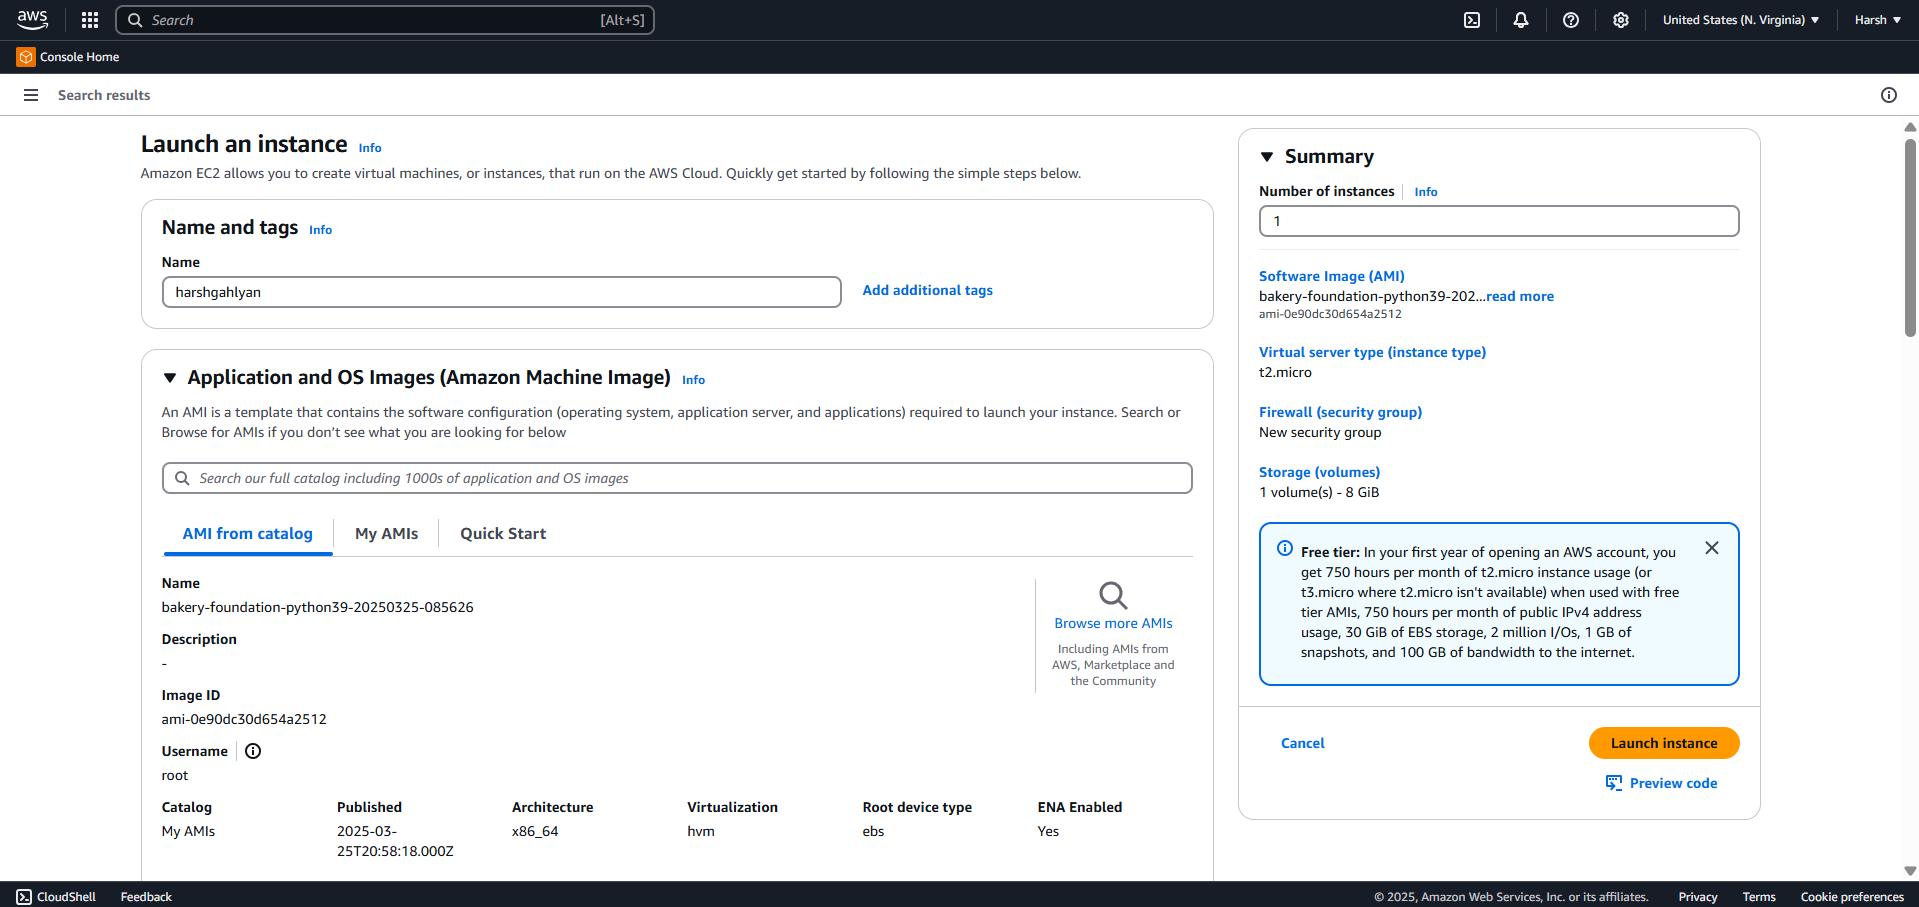 aws
Search
[Alt+S]
United States (N. Virginia)
Harsh
Console Home
Search results
Launch an instance Info
Amazon EC2 allows you to create virtual machines, or instances, that run on the AWS Cloud. Quickly get started by following the simple steps below.
Name and tags Info
Name
harshgahlyan
Add additional tags
Application and OS Images (Amazon Machine Image) Info
An AMI is a template that contains the software configuration (operating system, application server, and applications) required to launch your instance. Search or
Browse for AMIs if you don't see what you are looking for below
Search our full catalog including 1000s of application and OS images
AMI from catalog
My AMIs
Quick Start
Name
bakery-foundation-python39-20250325-085626
Description
-
Image ID
ami-0e90dc30d654a2512
Username
root
Browse more AMIs
Including AMIs from
AWS, Marketplace and
the Community
Catalog
My AMIs
Published
2025-03-
25T20:58:18.000Z
Architecture
x86_64
Virtualization
hvm
Root device type
ebs
ENA Enabled
Yes
Summary
Number of instances Info
1
Software Image (AMI)
bakery-foundation-python39-202...read more
ami-0e90dc30d654a2512
Virtual server type (instance type)
t2.micro
Firewall (security group)
New security group
Storage (volumes)
1 volume(s) - 8 GiB
Free tier: In your first year of opening an AWS account, you
get 750 hours per month of t2.micro instance usage (or
t3.micro where t2.micro isn't available) when used with free
tier AMIs, 750 hours per month of public IPv4 address
usage, 30 GiB of EBS storage, 2 million I/Os, 1 GB of
snapshots, and 100 GB of bandwidth to the internet.
Cancel
Launch instance
Preview code
CloudShell
Feedback
© 2025, Amazon Web Services, Inc. or its affiliates.
Privacy
Terms
Cookie preferences